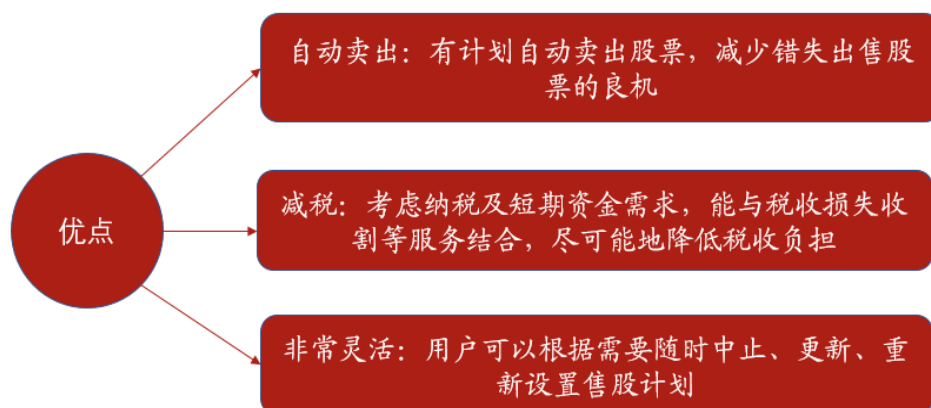 自动卖出：有计划自动卖出股票，减少错失出售股
票的良机
优点
减税：考虑纳税及短期资金需求，能与税收损失收
割等服务结合，尽可能地降低税收负担
非常灵活：用户可以根据需要随时中止、更新、重
新设置售股计划